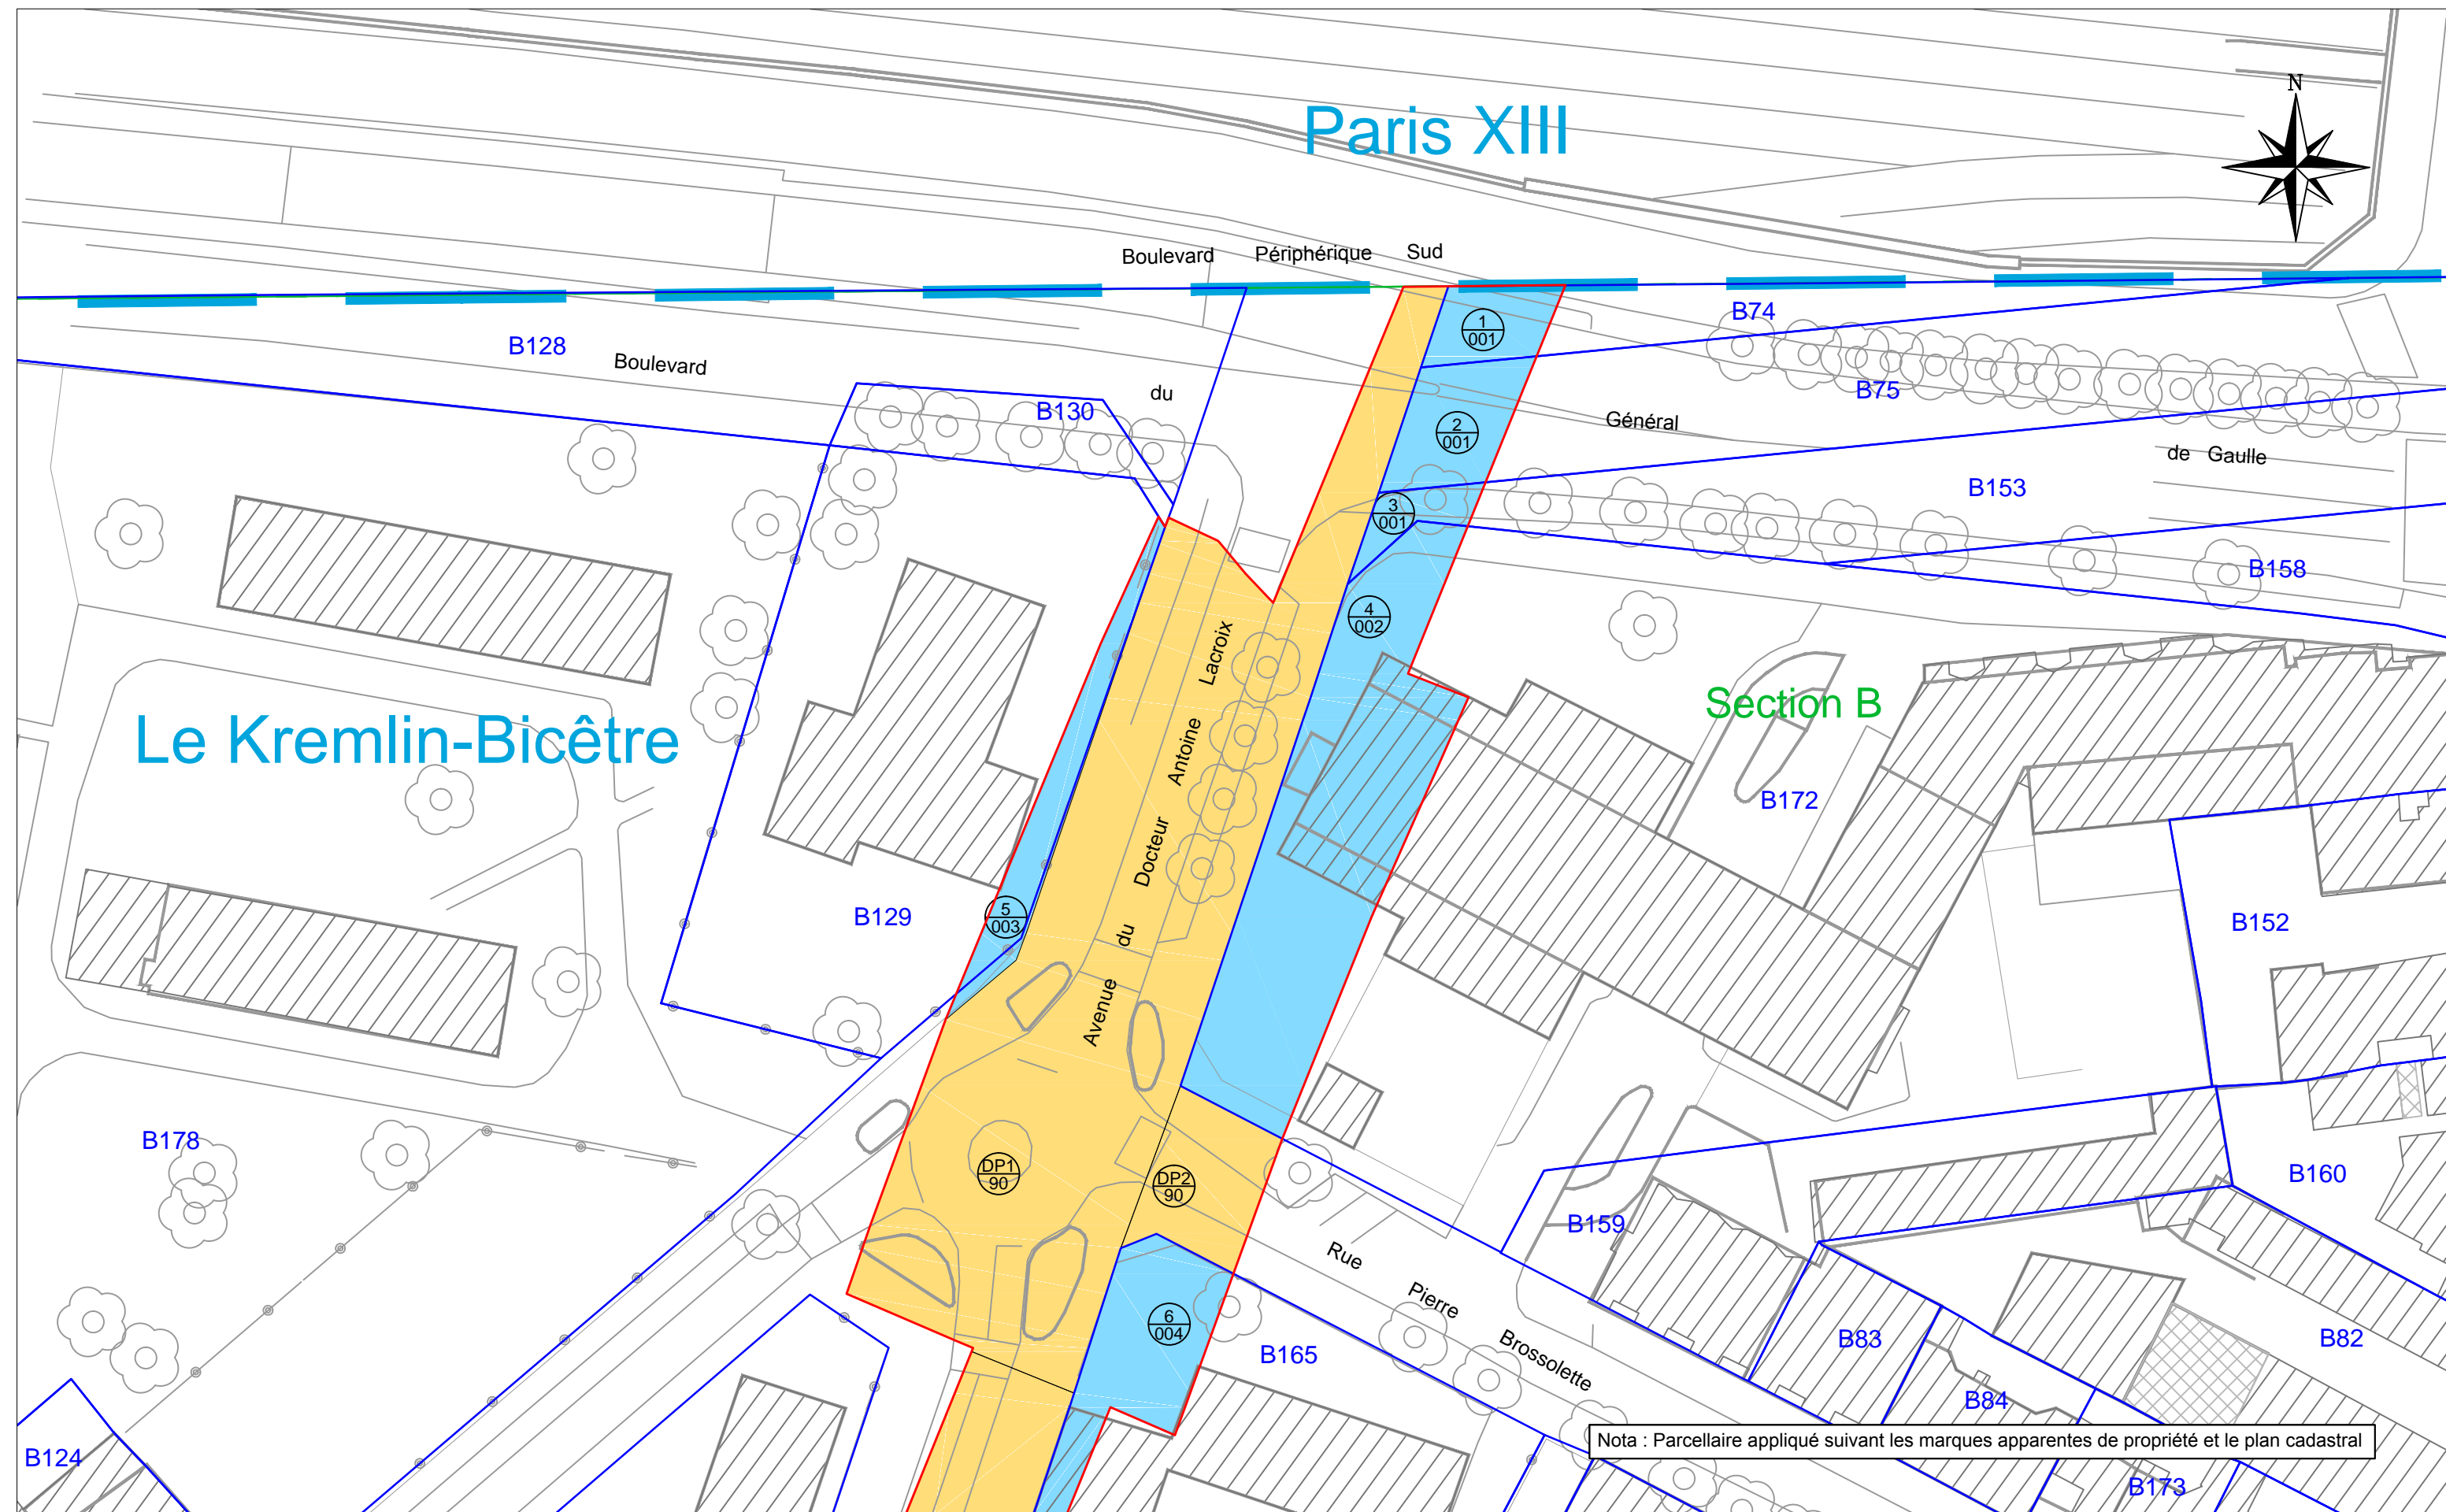 Paris XIII
N
Boulevard Périphérique Sud
B74
1
001
B128
Boulevard du Général de Gaulle
B75
B130
2
001
B153
3
001
B158
4
002
Le Kremlin-Bicêtre
Section B
B172
Avenue du Docteur Antoine Lacroix
5
003
B129
B152
B178
DP1
90
DP2
90
B160
B159
Rue Pierre Brossolette
6
004
B165
B83
B82
B84
Nota : Parcellaire appliqué suivant les marques apparentes de propriété et le plan cadastral
B124
B173